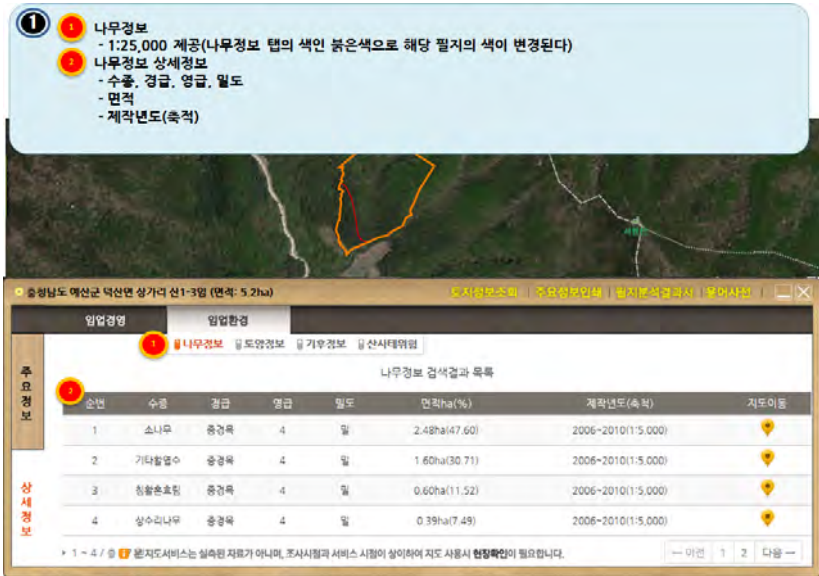 1
1 나무정보
- 1:25,000 제공(나무정보 탭의 색인 붉은색으로 해당 필지의 색이 변경된다)
2 나무정보 상세정보
- 수종, 경급, 영급, 밀도
- 면적
- 제작년도(축적)
충청남도 예산군 덕산면 상가리 산1-3임 (면적: 5.2ha) 토지정보조회 | 주요정보인쇄 | 필지분석결과서 | 용어사전 |
임업경영 임업환경
1 나무정보 토양정보 기후정보 산사태위험
주요정보
상세정보
나무정보 검색결과 목록
2
순번 수종 경급 영급 밀도 면적ha(%) 제작년도(축척) 지도이동
1 소나무 중경목 4 밀 2.48ha(47.60) 2006~2010(1:5,000)
2 기타활엽수 중경목 4 밀 1.60ha(30.71) 2006~2010(1:5,000)
3 침활혼효림 중경목 4 밀 0.60ha(11.52) 2006~2010(1:5,000)
4 상수리나무 중경목 4 밀 0.39ha(7.49) 2006~2010(1:5,000)
1 ~ 4 / 총 본지도서비스는 실측된 자료가 아니며, 조사시점과 서비스 시점이 상이하여 지도 사용시 현장확인이 필요합니다.
← 이전 1 2 다음 →